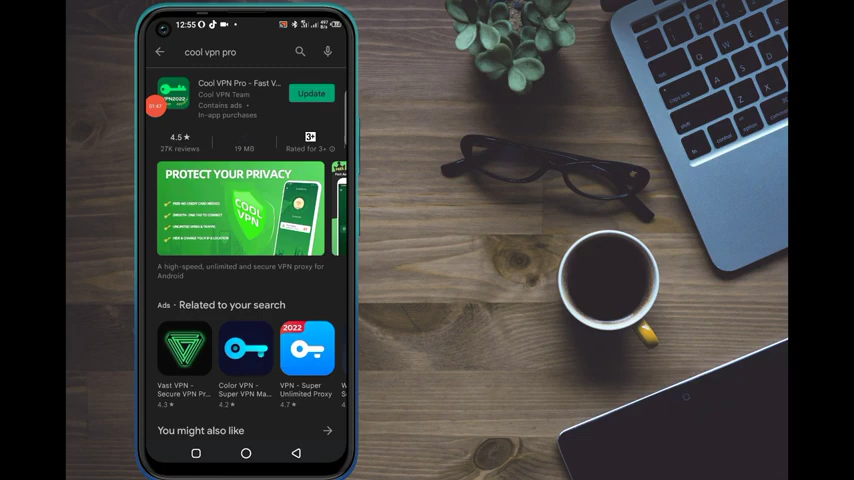 12:55
cool vpn pro
Cool VPN Pro - Fast V...
Cool VPN Team
Contains ads •
In-app purchases
Update
01:47
4.5★
27K reviews
19 MB
3+
Rated for 3+
PROTECT YOUR PRIVACY
COOL
VPN
A high-speed, unlimited and secure VPN proxy for
Android
Ads · Related to your search
2022
Vast VPN -
Secure VPN Pr...
4.3★
Color VPN -
Super VPN Ma...
4.2★
VPN - Super
Unlimited Proxy
4.7★
You might also like